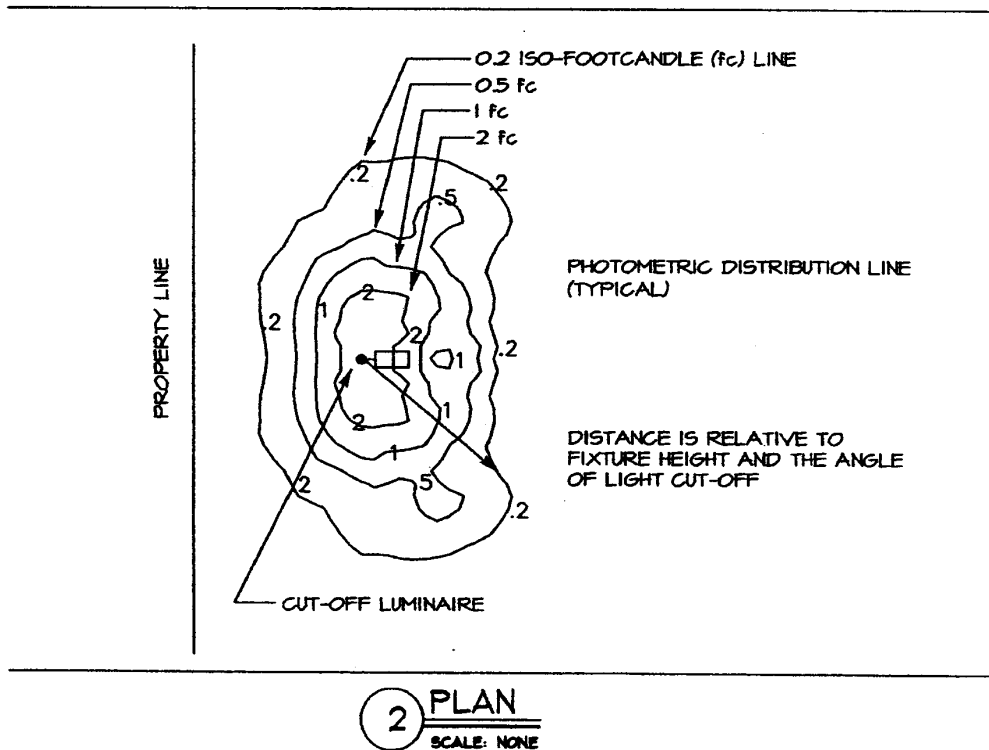 0.2 ISO-FOOTCANDLE (fc) LINE
0.5 fc
1 fc
2 fc
.2
.2
.5
PROPERTY LINE
PHOTOMETRIC DISTRIBUTION LINE
(TYPICAL)
2
1
.2
2
1
.2
2
1
1
DISTANCE IS RELATIVE TO
FIXTURE HEIGHT AND THE ANGLE
OF LIGHT CUT-OFF
.2
.5
.2
CUT-OFF LUMINAIRE
2
PLAN
SCALE: NONE